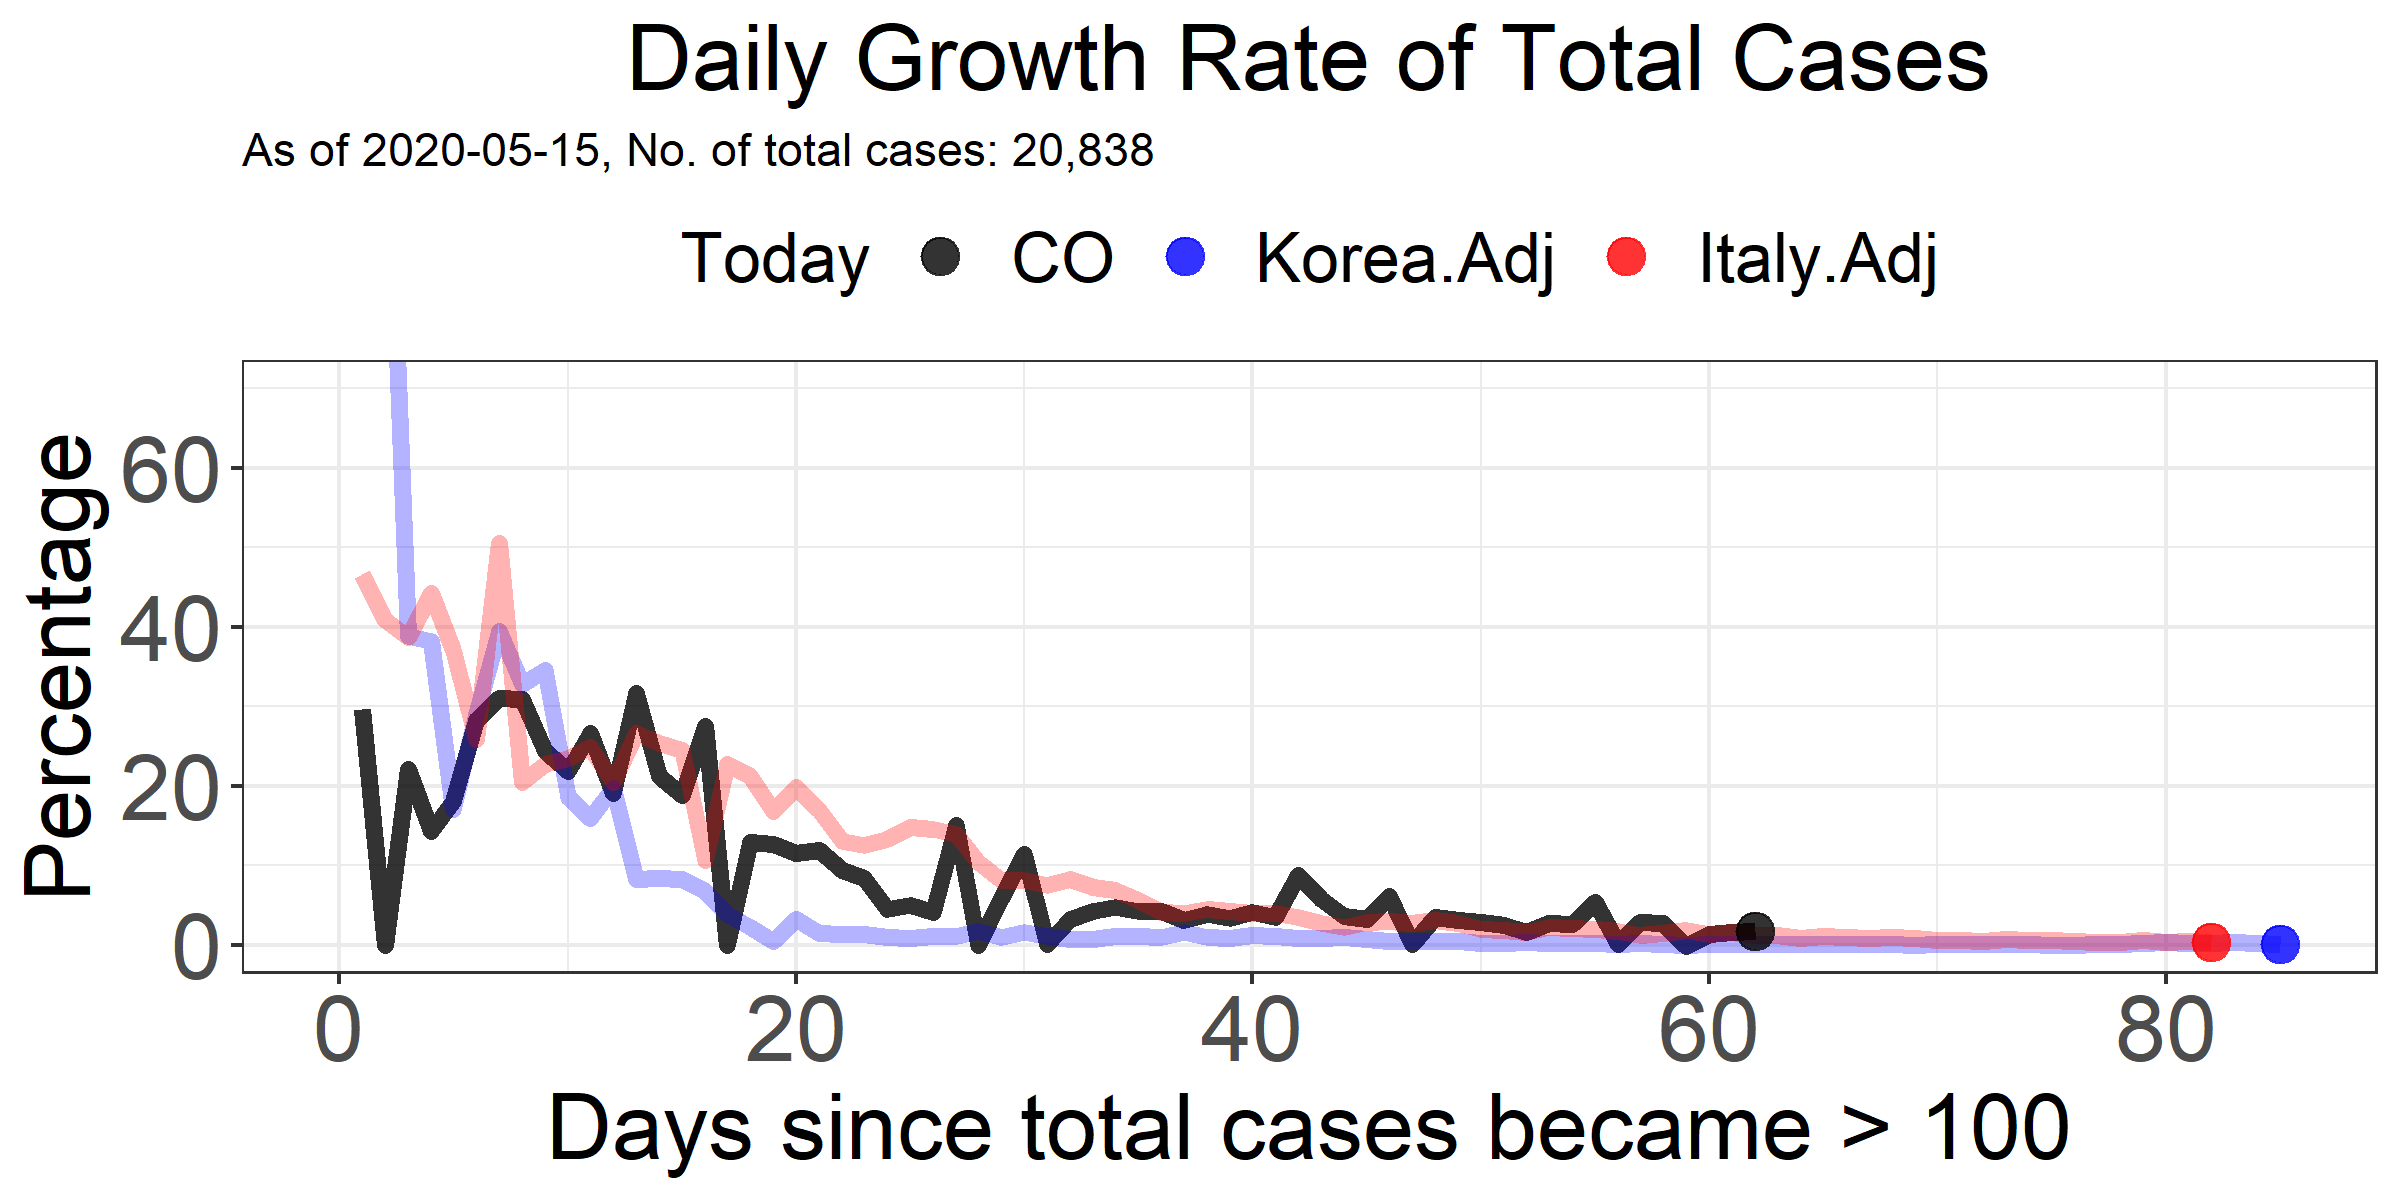 Daily Growth Rate of Total Cases
As of 2020-05-15, No. of total cases: 20,838
Today CO Korea.Adj Italy.Adj
Percentage
60
40
20
0
0 20 40 60 80
Days since total cases became > 100